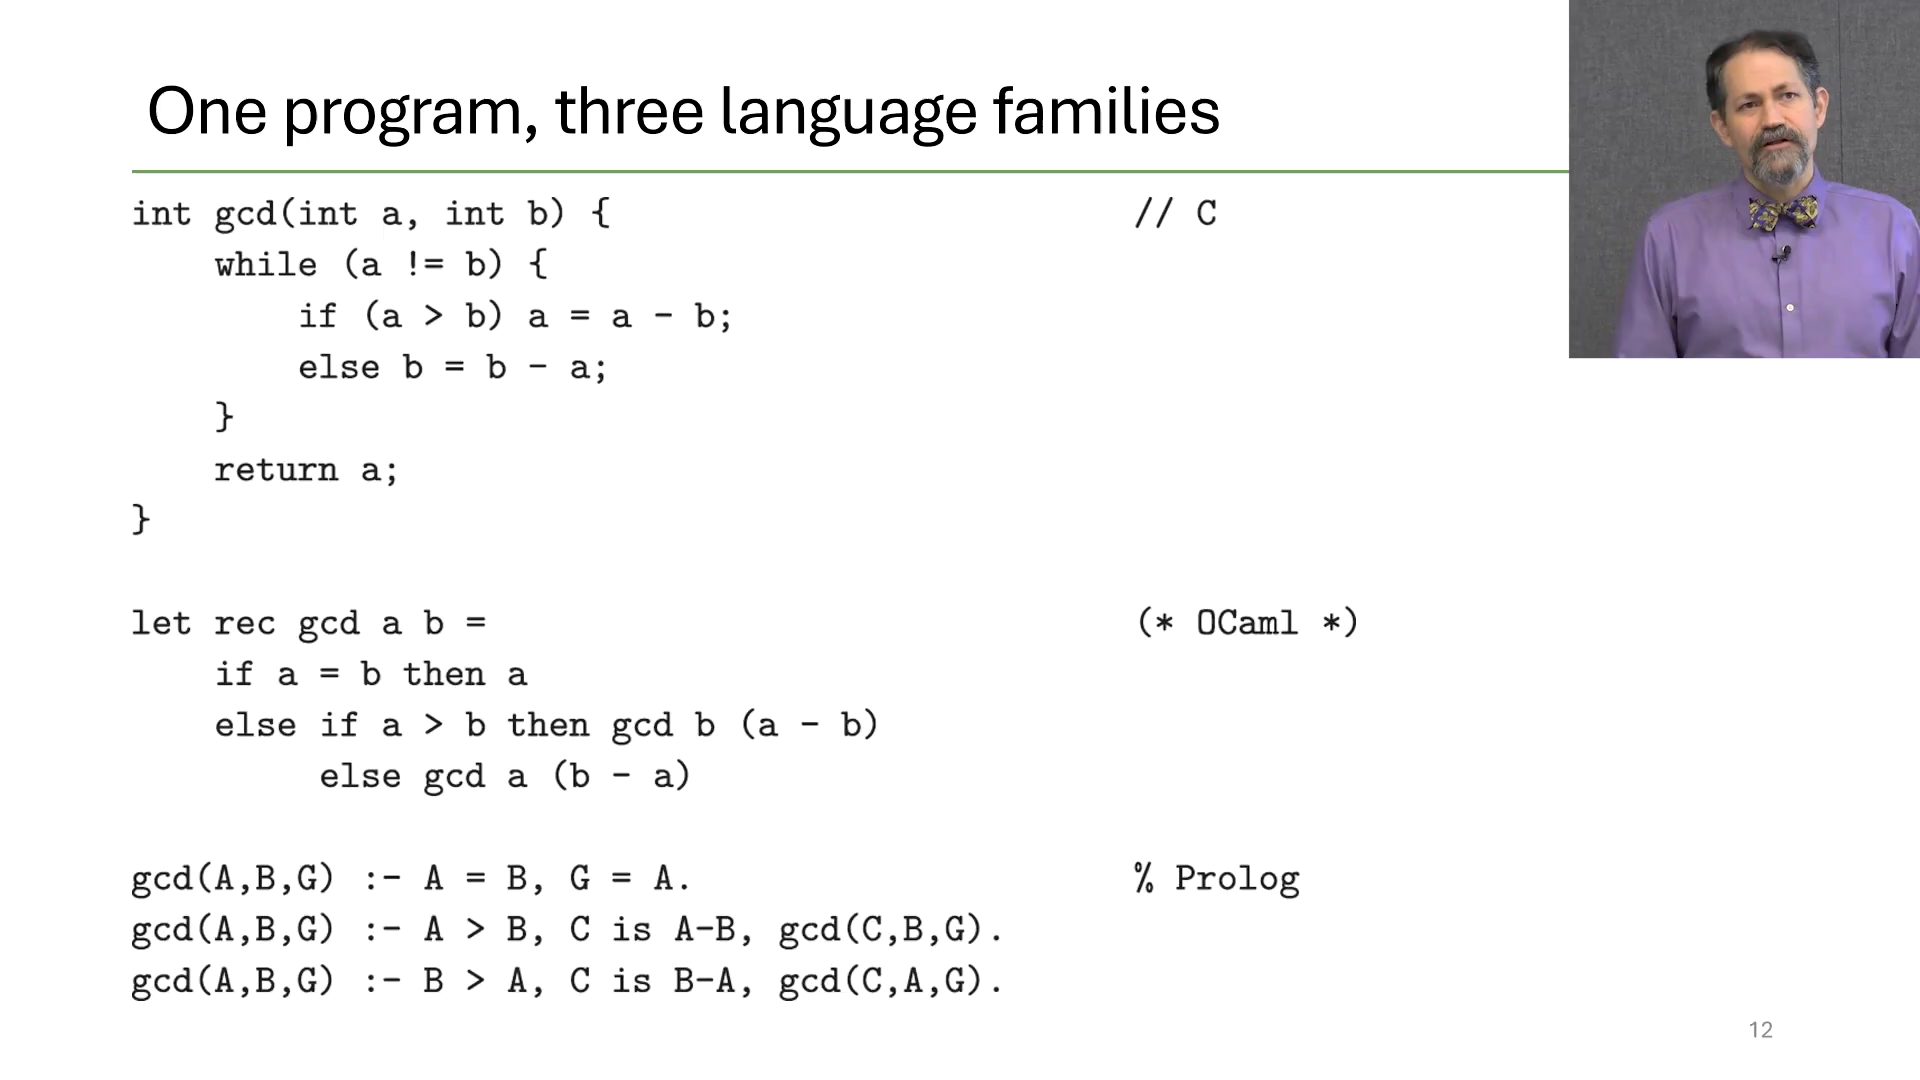 One program, three language families
int gcd(int a, int b) { // C
while (a != b) {
if (a > b) a = a - b;
else b = b - a;
}
return a;
}
let rec gcd a b = (* OCaml *)
if a = b then a
else if a > b then gcd b (a - b)
else gcd a (b - a)
gcd(A,B,G) :- A = B, G = A. % Prolog
gcd(A,B,G) :- A > B, C is A-B, gcd(C,B,G).
gcd(A,B,G) :- B > A, C is B-A, gcd(C,A,G).
12